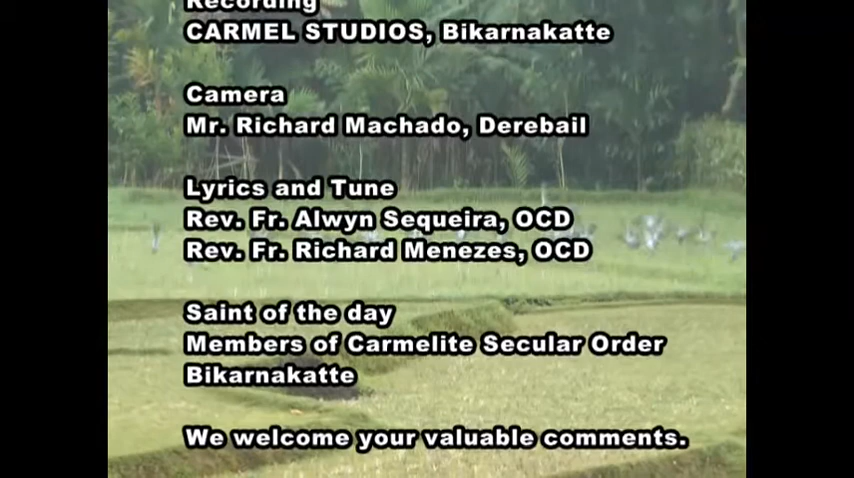 Recording
CARMEL STUDIOS, Bikarnakatte
Camera
Mr. Richard Machado, Derebail
Lyrics and Tune
Rev. Fr. Alwyn Sequeira, OCD
Rev. Fr. Richard Menezes, OCD
Saint of the day
Members of Carmelite Secular Order
Bikarnakatte
We welcome your valuable comments.